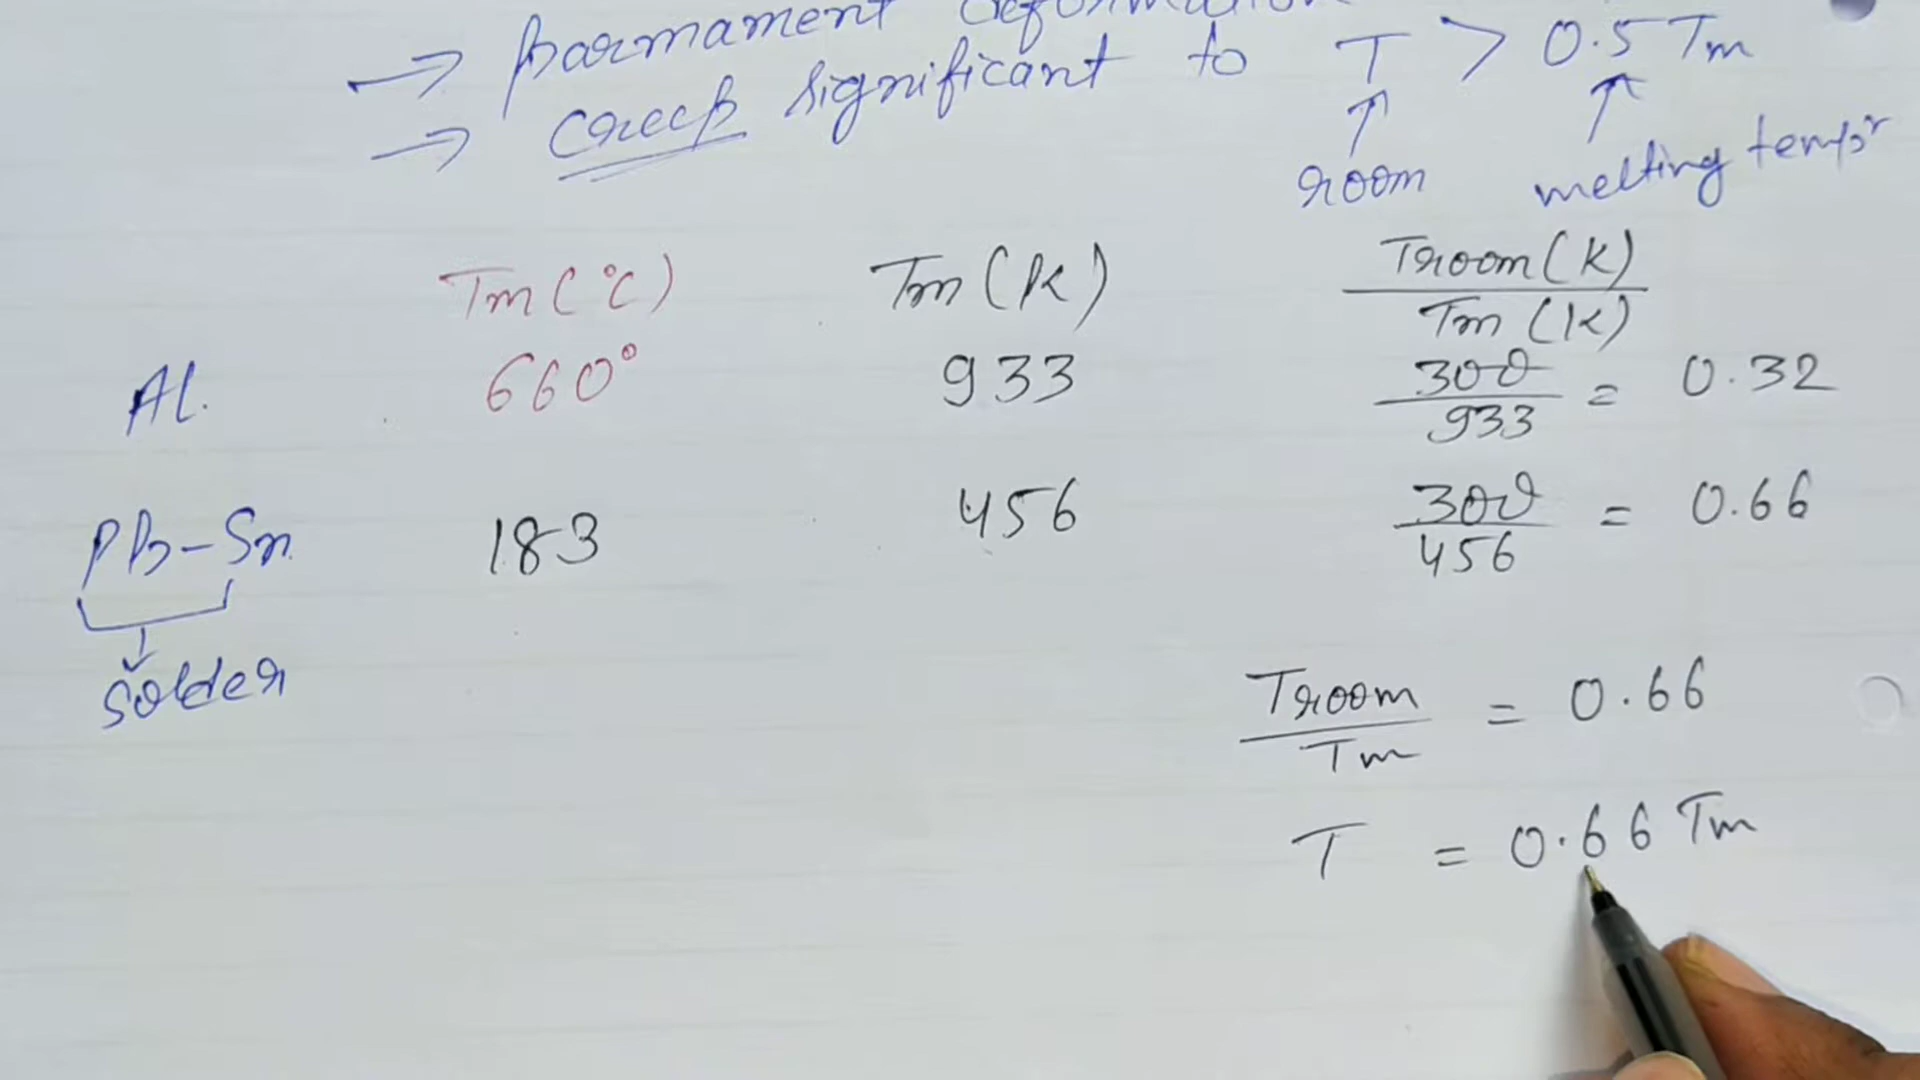 → parmament deformation
→ Creep significant to T > 0.5 Tm
↑ ↑
room melting tempr
Tm (°C) Tm (K) Troom (K) / Tm (K)
Al. 660° 933 300/933 = 0.32
PB-Sn 183 456 300/456 = 0.66
Solder
Troom / Tm = 0.66
T = 0.66 Tm